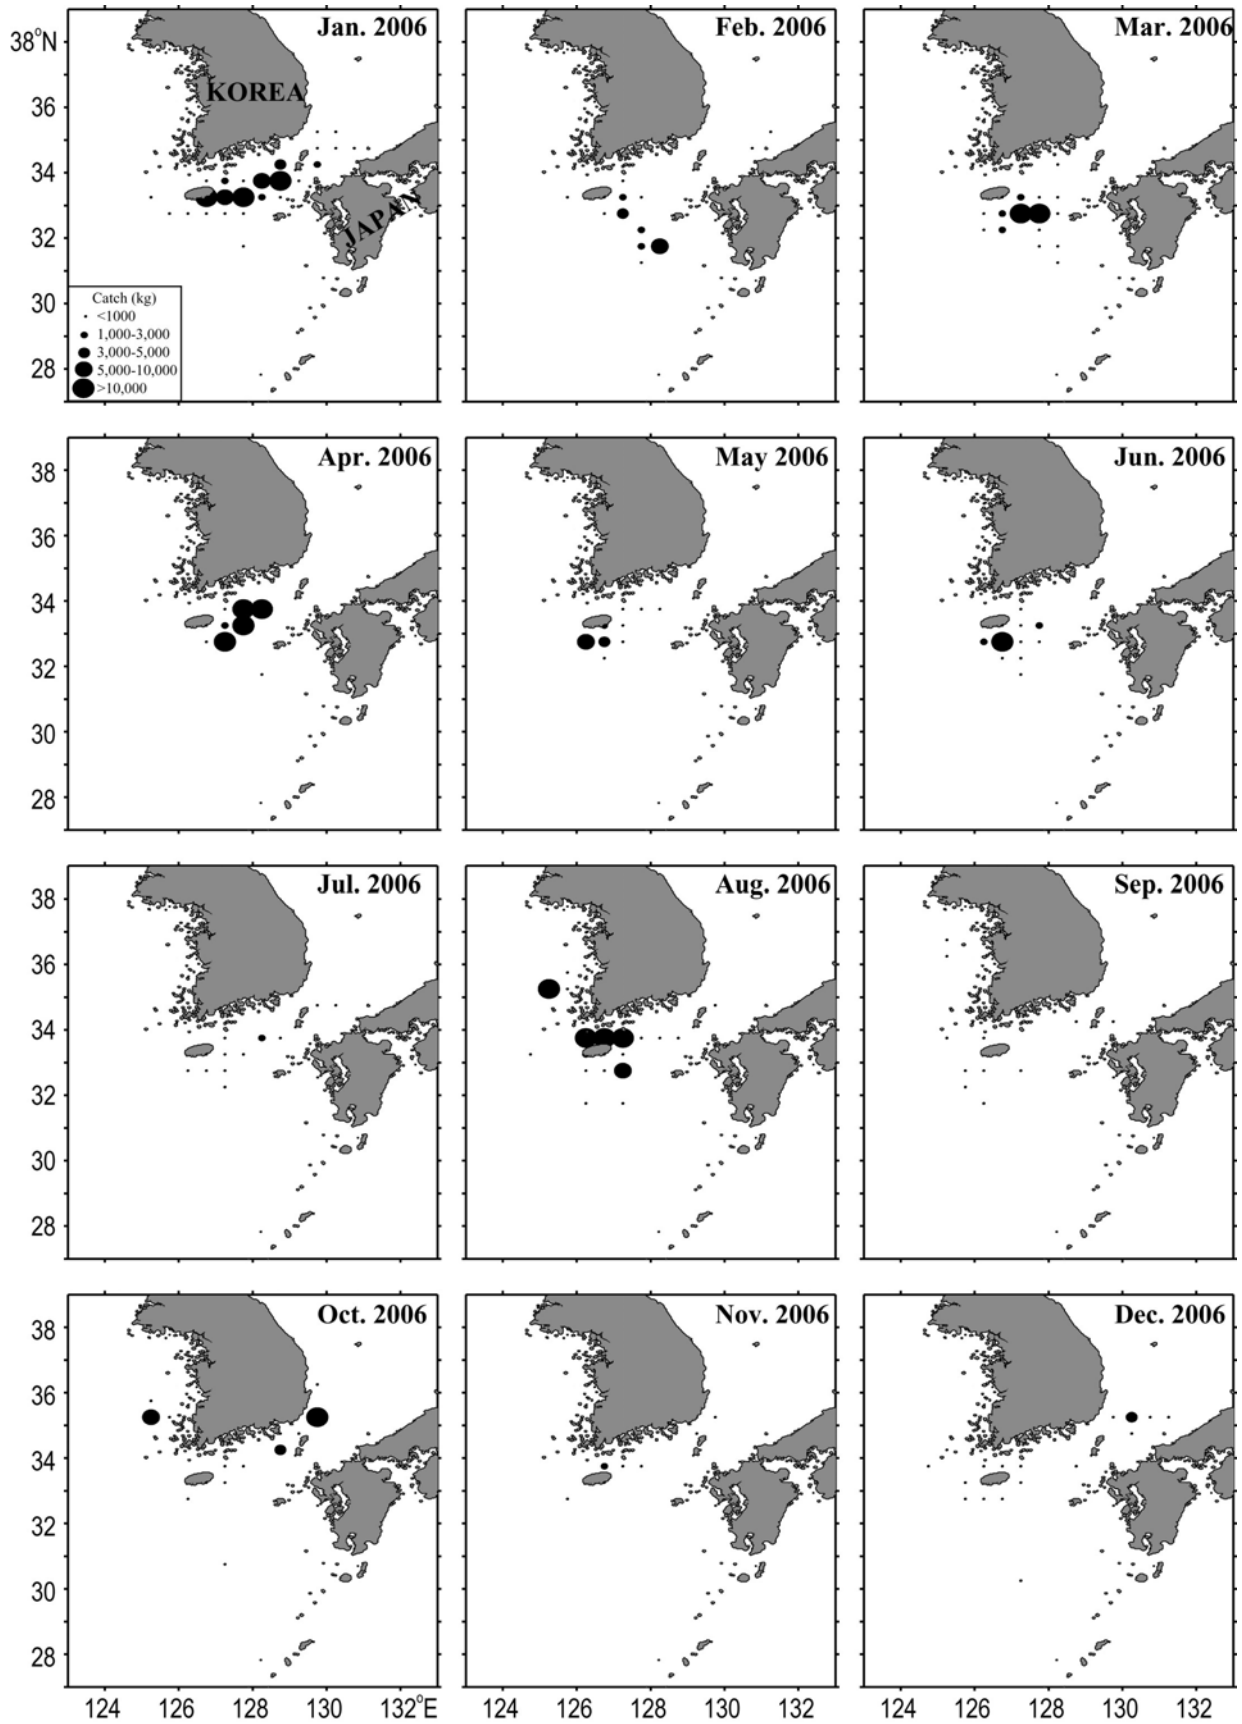 Jan. 2006
Feb. 2006
Mar. 2006
38°N
36
34
32
30
28
KOREA
JAPAN
Catch (kg)
<1000
1,000-3,000
3,000-5,000
5,000-10,000
>10,000
Apr. 2006
May 2006
Jun. 2006
38
36
34
32
30
28
Jul. 2006
Aug. 2006
Sep. 2006
38
36
34
32
30
28
Oct. 2006
Nov. 2006
Dec. 2006
38
36
34
32
30
28
124 126 128 130 132°E 124 126 128 130 132 124 126 128 130 132